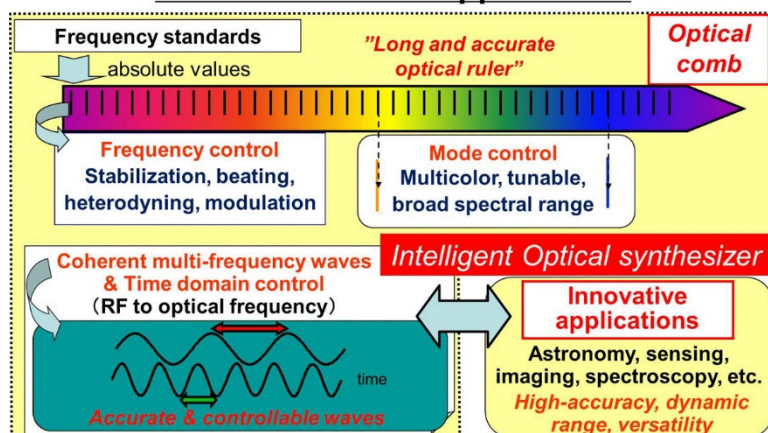 Frequency standards
absolute values
"Long and accurate
optical ruler"
Optical
comb
Frequency control
Stabilization, beating,
heterodyning, modulation
Mode control
Multicolor, tunable,
broad spectral range
Intelligent Optical synthesizer
Coherent multi-frequency waves
& Time domain control
(RF to optical frequency)
time
Accurate & controllable waves
Innovative
applications
Astronomy, sensing,
imaging, spectroscopy, etc.
High-accuracy, dynamic
range, versatility